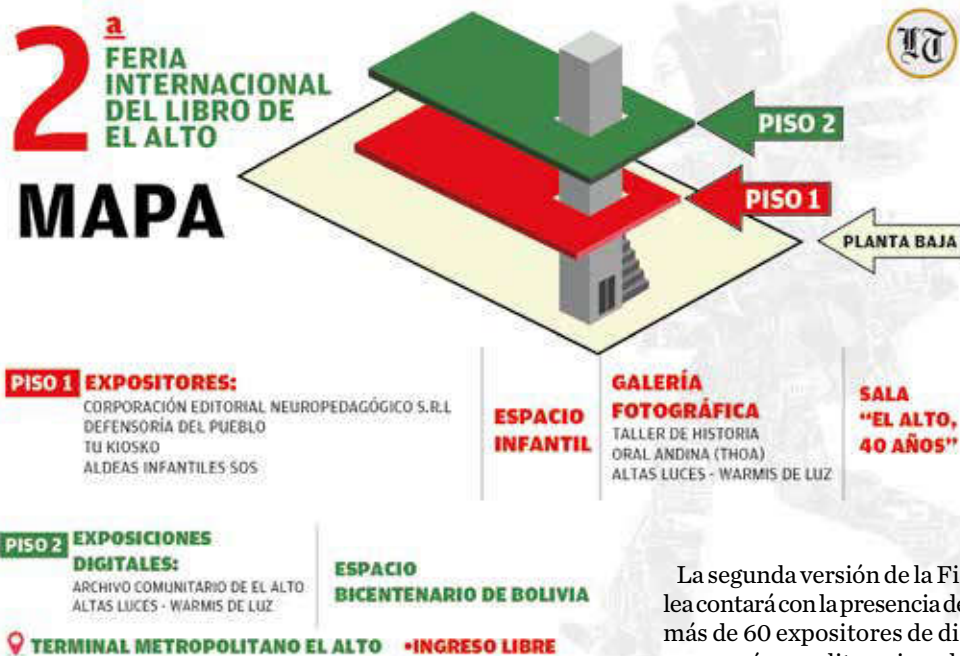 2ª
FERIA
INTERNACIONAL
DEL LIBRO DE
EL ALTO
MAPA
LT
PISO 2
PISO 1
PLANTA BAJA
PISO 1 EXPOSITORES:
CORPORACIÓN EDITORIAL NEUROPEDAGÓGICO S.R.L
DEFENSORÍA DEL PUEBLO
TU KIOSKO
ALDEAS INFANTILES SOS
ESPACIO
INFANTIL
GALERÍA
FOTOGRÁFICA
TALLER DE HISTORIA
ORAL ANDINA (THOA)
ALTAS LUCES - WARMIS DE LUZ
SALA
“EL ALTO,
40 AÑOS”
PISO 2 EXPOSICIONES
DIGITALES:
ARCHIVO COMUNITARIO DE EL ALTO
ALTAS LUCES - WARMIS DE LUZ
ESPACIO
BICENTENARIO DE BOLIVIA
TERMINAL METROPOLITANO EL ALTO •INGRESO LIBRE
La segunda versión de la Fi
lea contará con la presencia de
más de 60 expositores de di